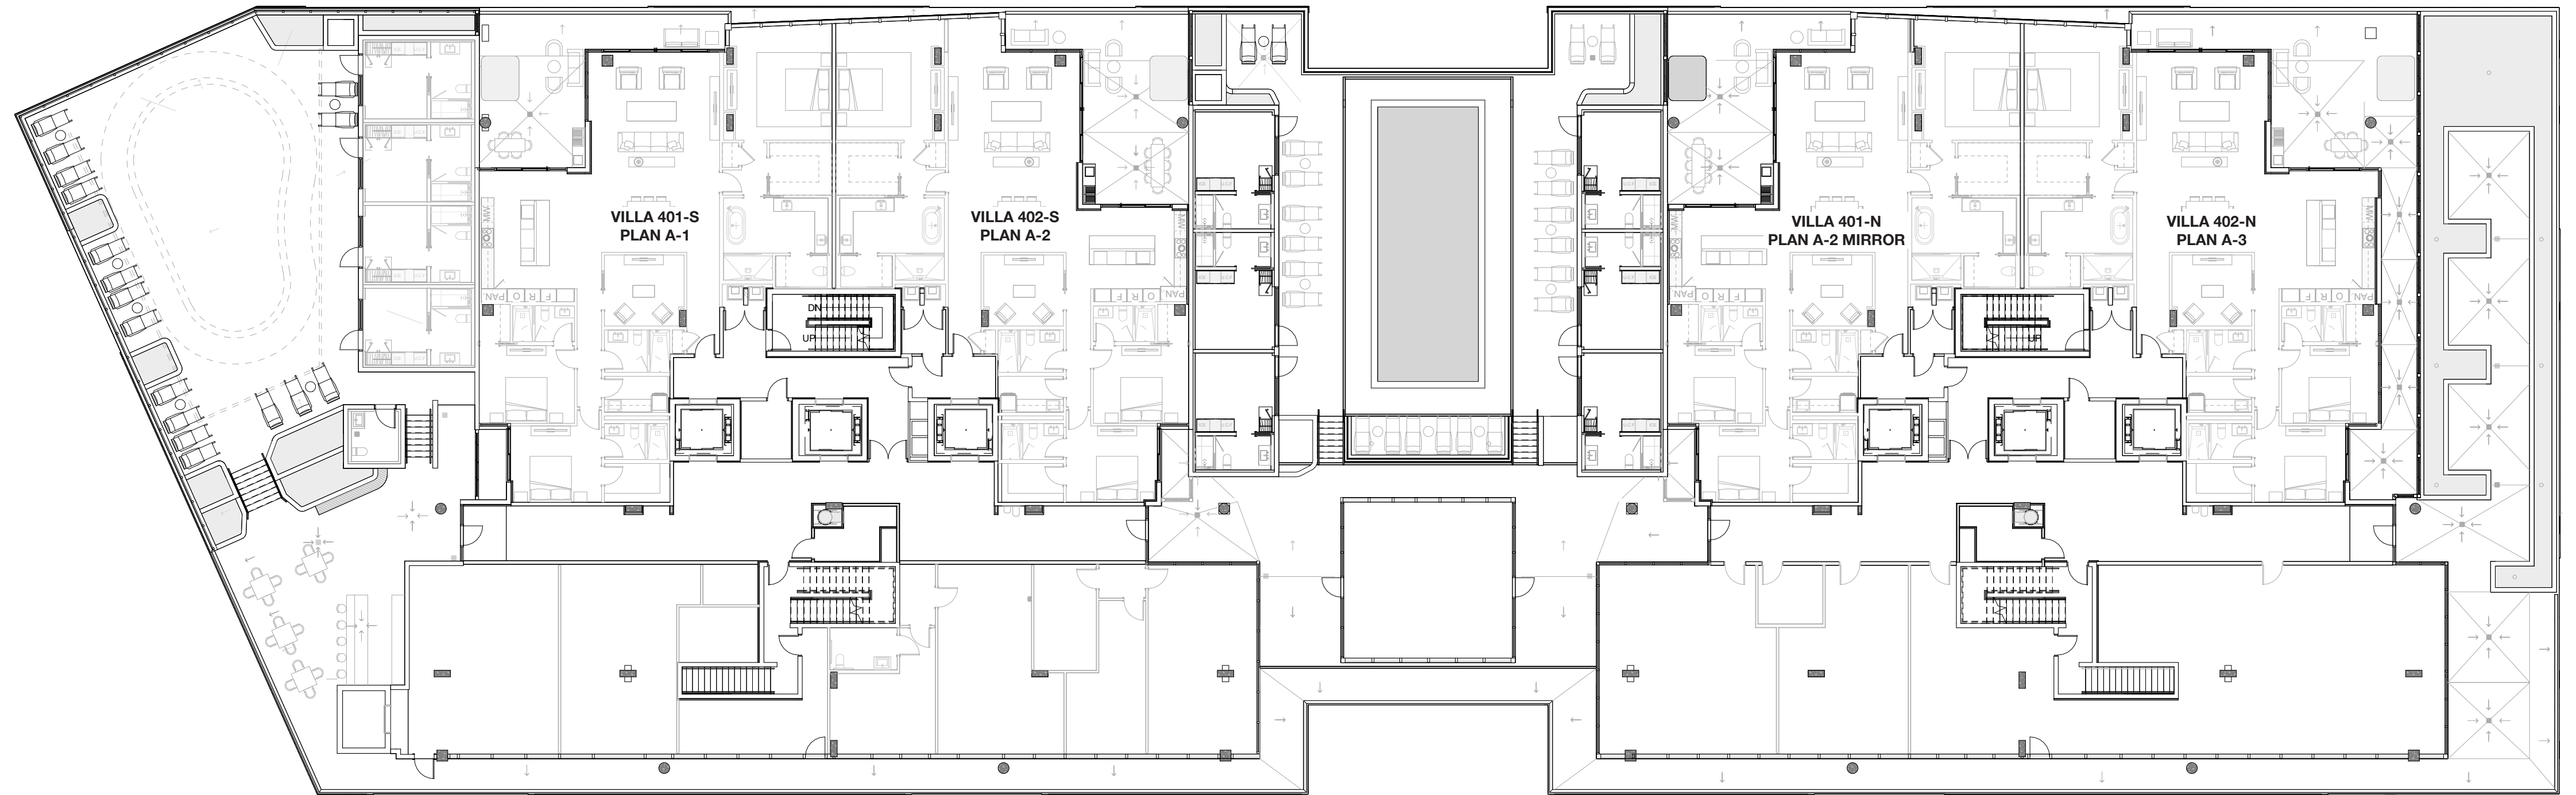 VILLA 401-S
PLAN A-1
VILLA 402-S
PLAN A-2
VILLA 401-N
PLAN A-2 MIRROR
VILLA 402-N
PLAN A-3
MW
MW
MW
MW
PAN F R O
PAN F R O
PAN F R O
PAN F R O
DN
UP
UP